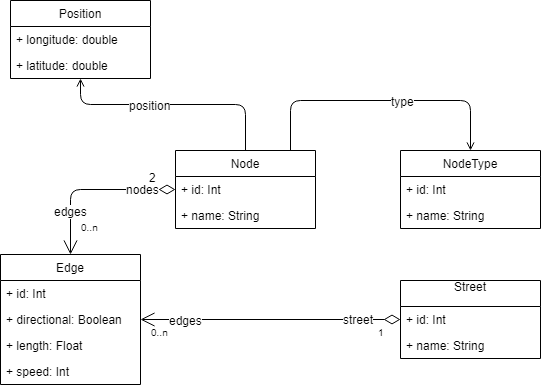 Position
+ longitude: double
+ latitude: double
position
type
Node
+ id: Int
+ name: String
NodeType
+ id: Int
+ name: String
2
nodes
edges
0..n
Edge
+ id: Int
+ directional: Boolean
+ length: Float
+ speed: Int
edges
0..n
street
1
Street
+ id: Int
+ name: String